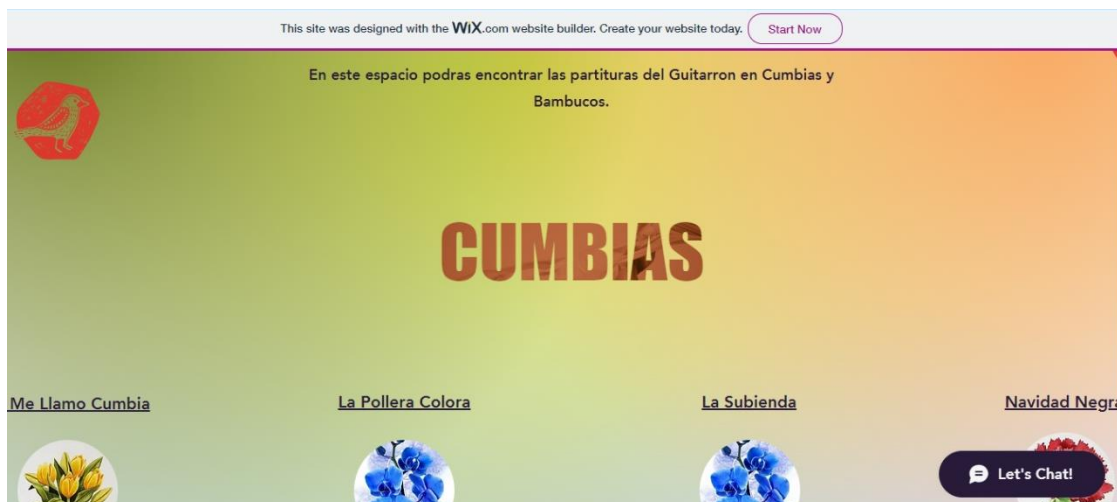 This site was designed with the WiX.com website builder. Create your website today. Start Now
En este espacio podras encontrar las partituras del Guitarron en Cumbias y
Bambucos.
CUMBIAS
Me Llamo Cumbia La Pollera Colora La Subienda Navidad Negra
Let's Chat!